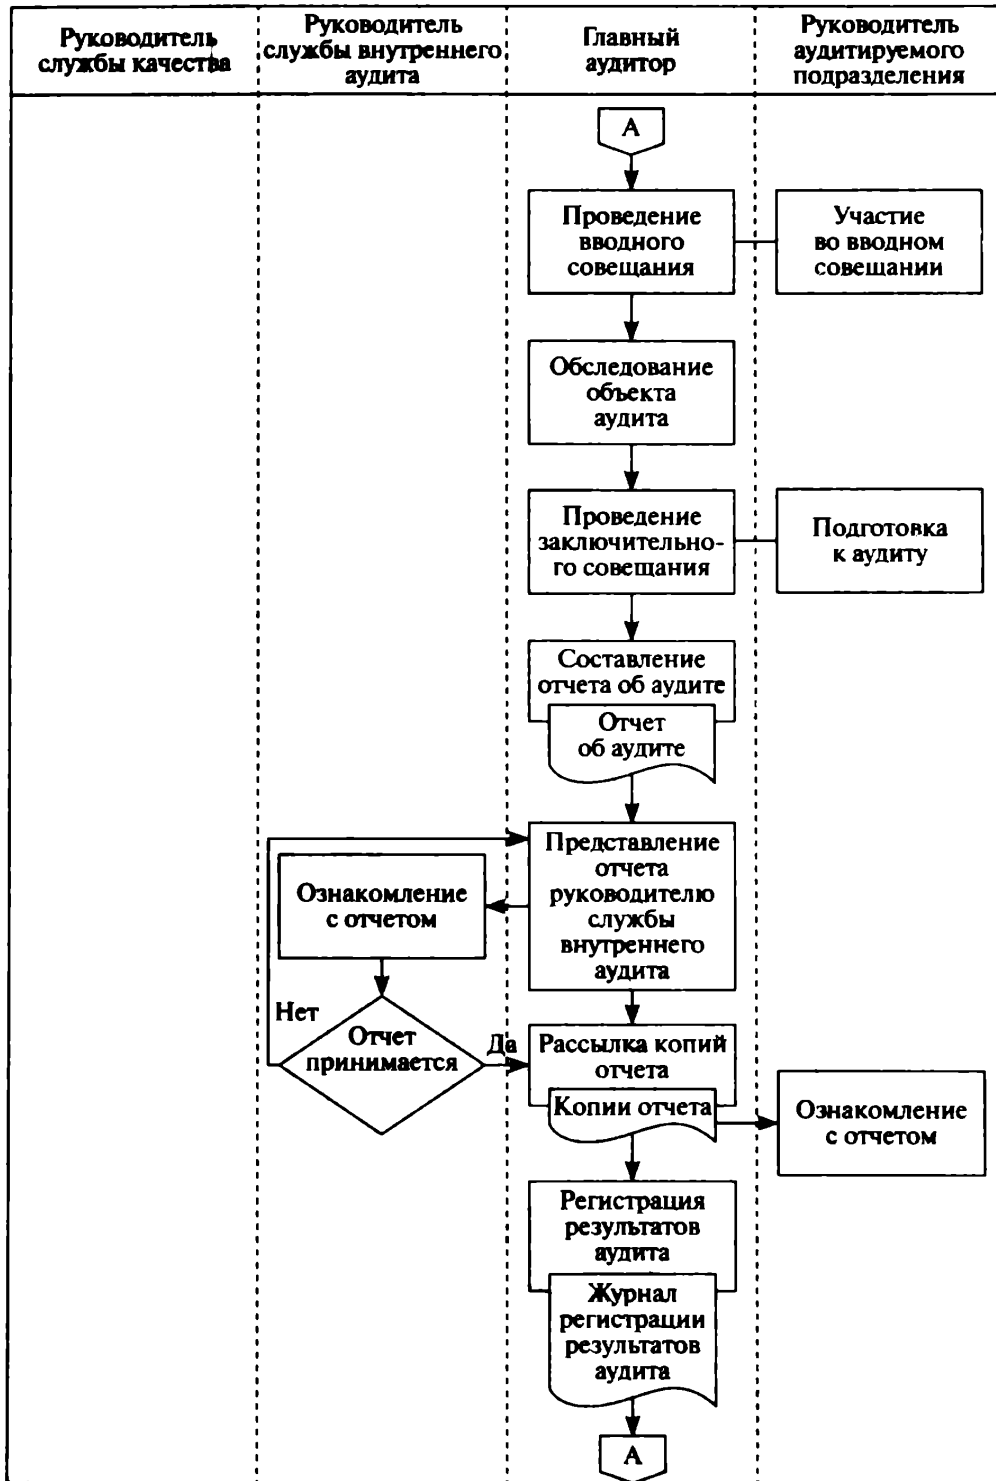 Руководитель
службы качества
Руководитель
службы внутреннего
аудита
Главный
аудитор
Руководитель
аудитируемого
подразделения
А
Проведение
вводного
совещания
Участие
во вводном
совещании
Обследование
объекта
аудита
Проведение
заключительно-
го совещания
Подготовка
к аудиту
Составление
отчета об аудите
Отчет
об аудите
Представление
отчета
руководителю
службы
внутреннего
аудита
Ознакомление
с отчетом
Нет
Отчет
принимается
Да
Рассылка копий
отчета
Копии отчета
Ознакомление
с отчетом
Регистрация
результатов
аудита
Журнал
регистрации
результатов
аудита
А